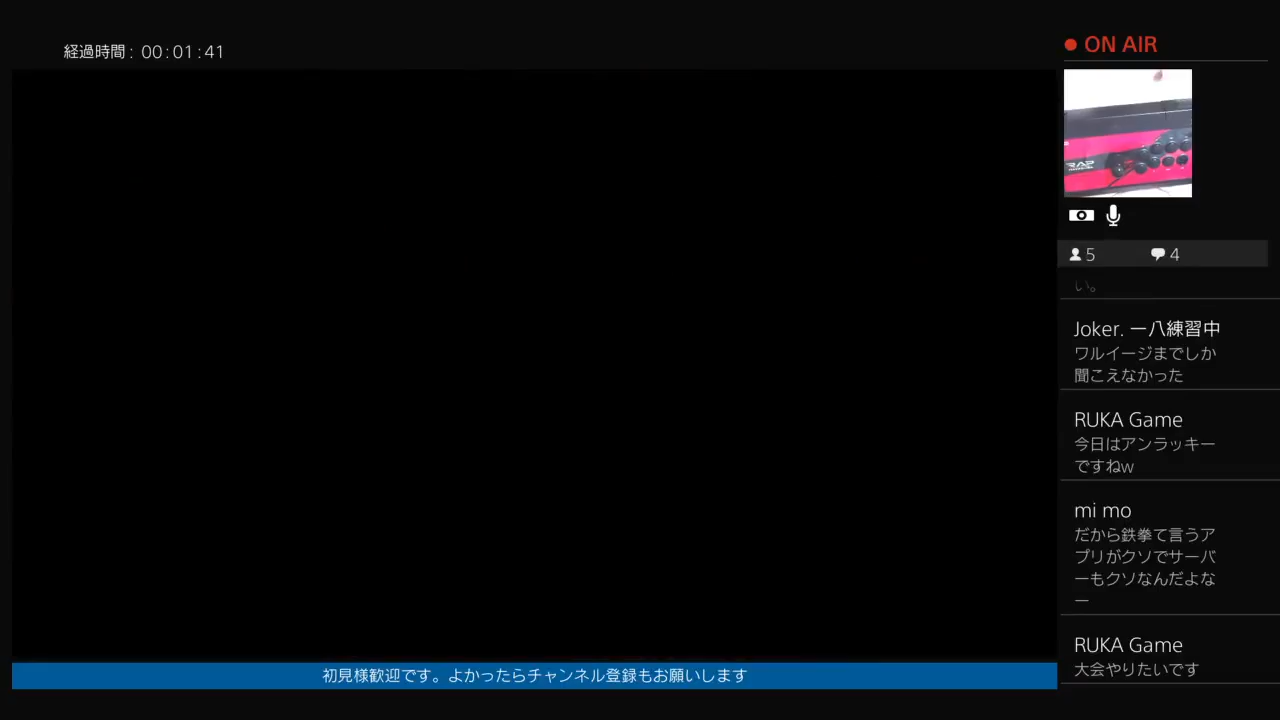 経過時間: 00:01:41
ON AIR
RAP
5
4
い。
Joker. 一八練習中
ワルイージまでしか
聞こえなかった
RUKA Game
今日はアンラッキー
ですねw
mi mo
だから鉄拳て言うア
プリがクソでサーバ
ーもクソなんだよな
ー
RUKA Game
大会やりたいです
初見様歓迎です。よかったらチャンネル登録もお願いします